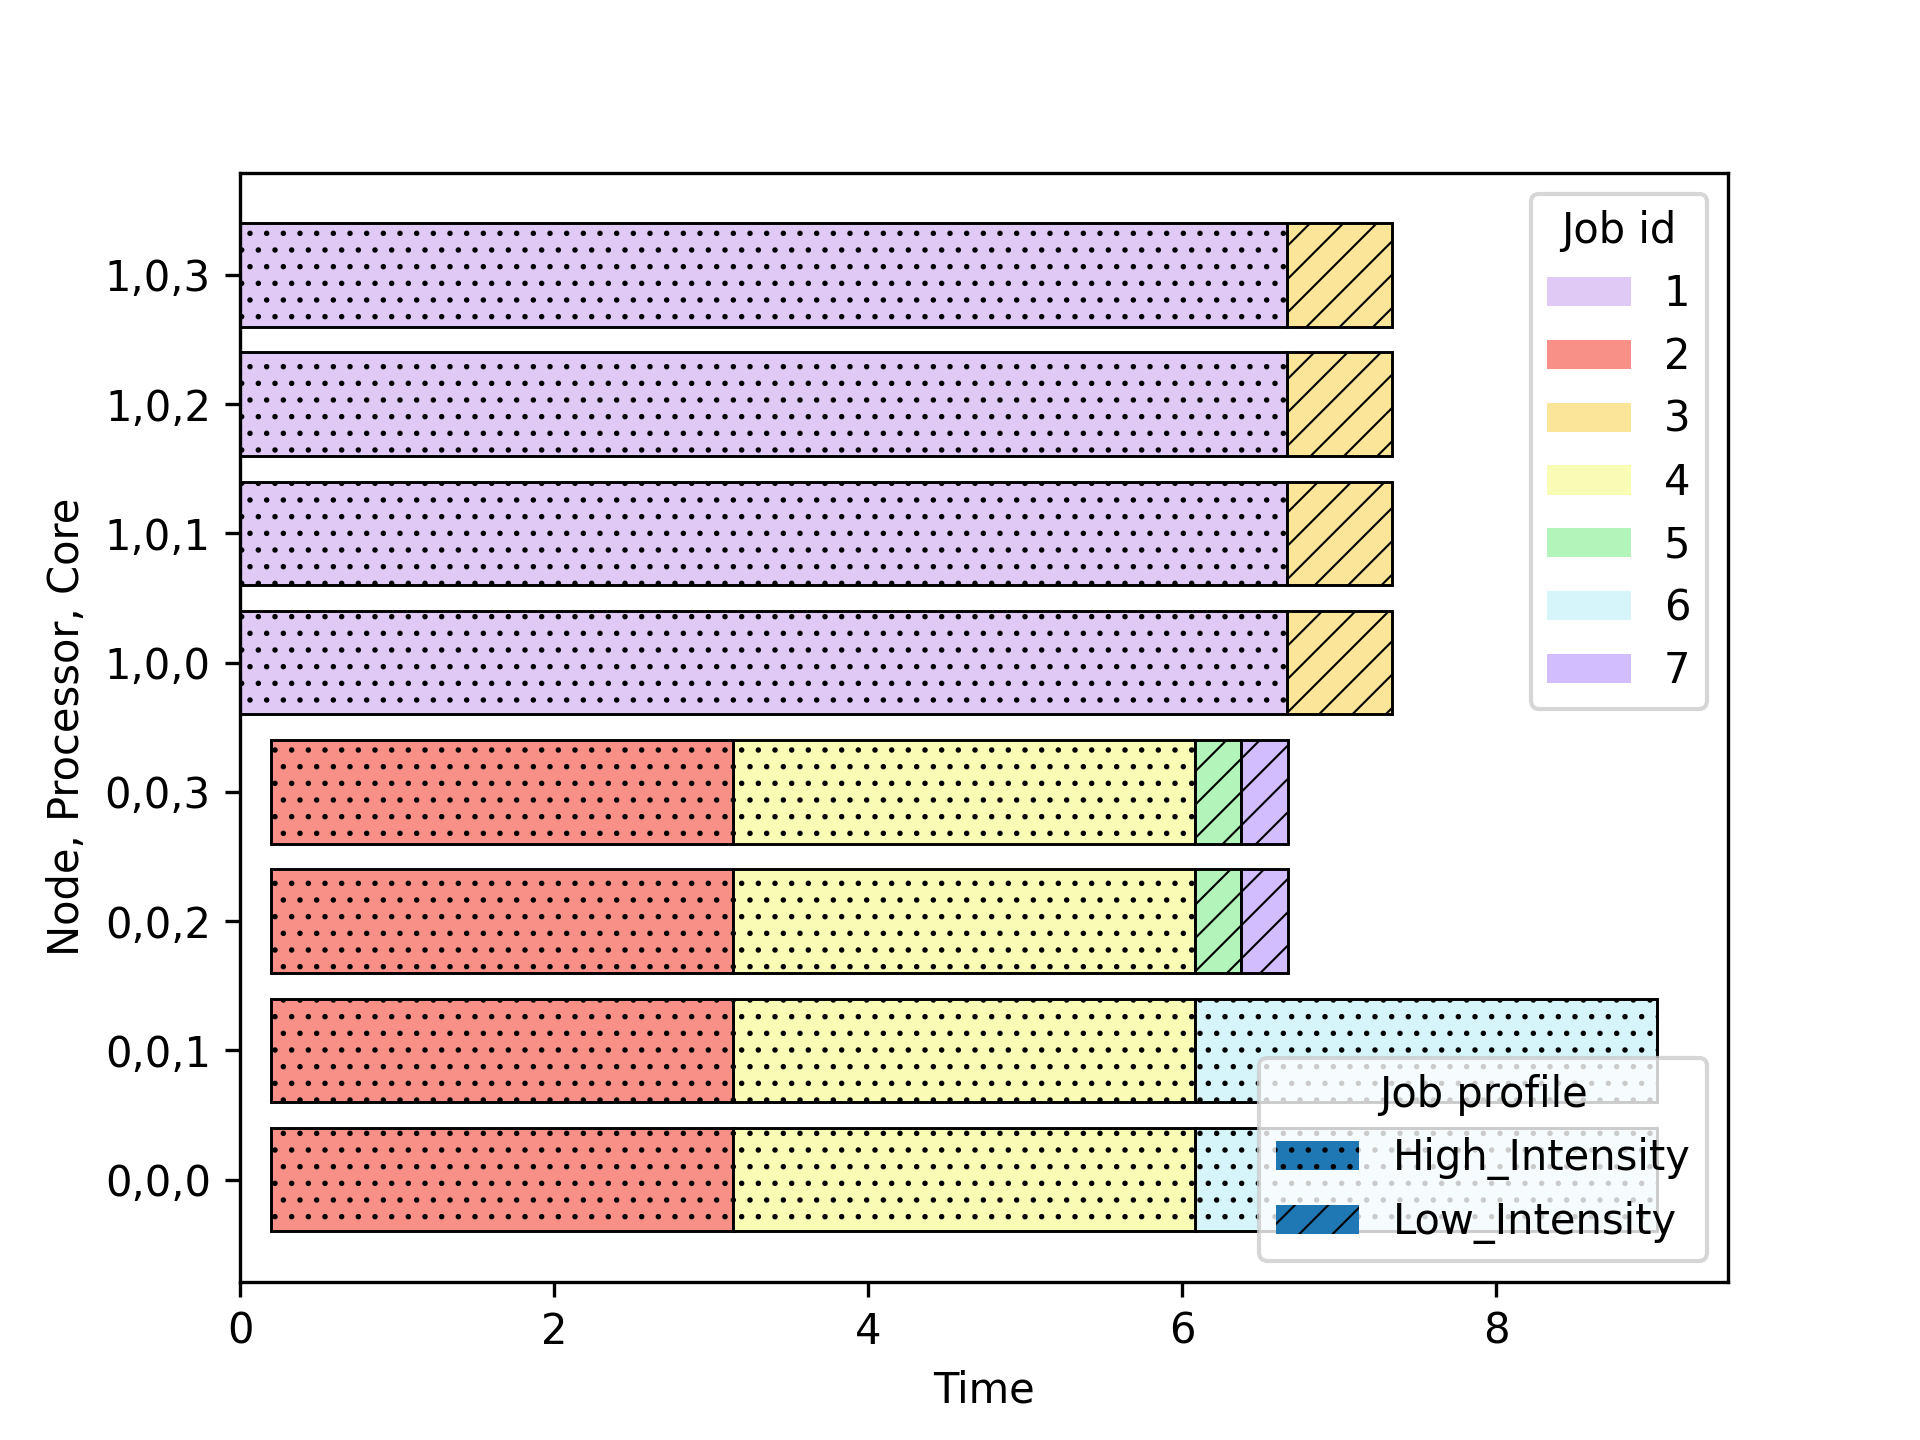 Job id
1
2
3
4
5
6
7
1,0,3
1,0,2
1,0,1
1,0,0
0,0,3
0,0,2
0,0,1
0,0,0
Node, Processor, Core
Job profile
High_Intensity
Low_Intensity
0 2 4 6 8
Time